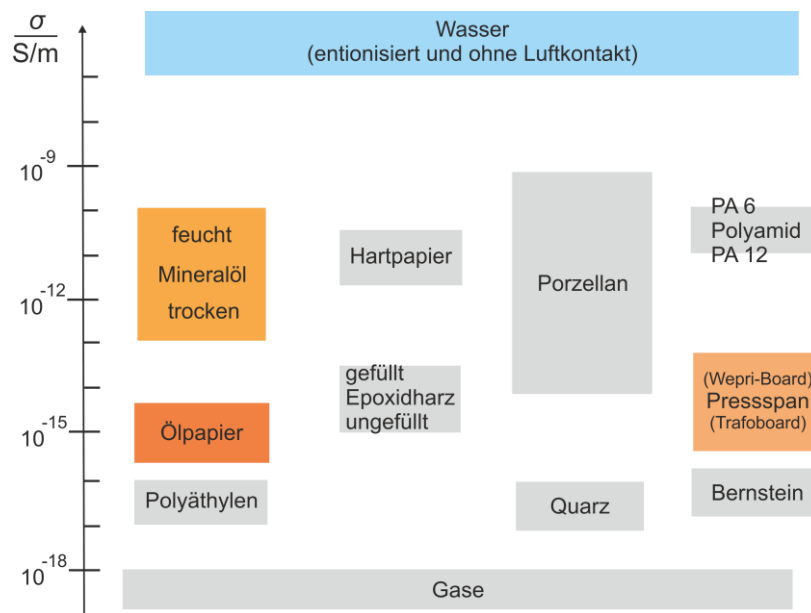 σ
S/m
Wasser
(entionisiert und ohne Luftkontakt)
10^-9
feucht
Mineralöl
trocken
Hartpapier
Porzellan
PA 6
Polyamid
PA 12
10^-12
gefüllt
Epoxidharz
ungefüllt
(Wepri-Board)
Pressspan
(Trafoboard)
10^-15
Ölpapier
Polyäthylen
Quarz
Bernstein
10^-18
Gase